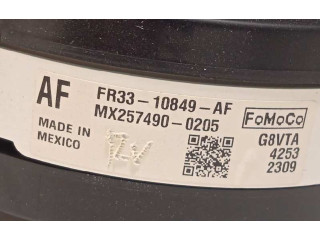 AF
FR33-10849-AF
MX257490-0205
MADE IN
MEXICO
FoMoCo
G8VTA
4253
2309